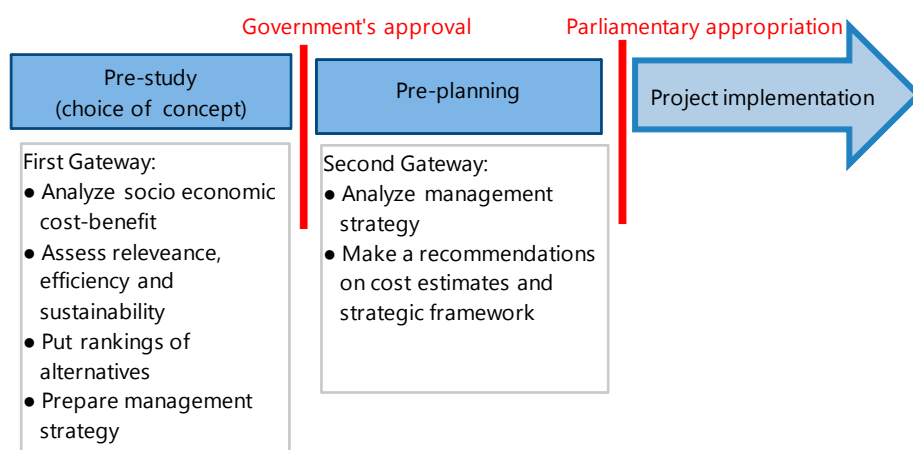 Government's approval
Parliamentary appropriation
Pre-study
(choice of concept)
Pre-planning
Project implementation
First Gateway:
● Analyze socio economic
cost-benefit
● Assess releveance,
efficiency and
sustainability
● Put rankings of
alternatives
● Prepare management
strategy
Second Gateway:
● Analyze management
strategy
● Make a recommendations
on cost estimates and
strategic framework